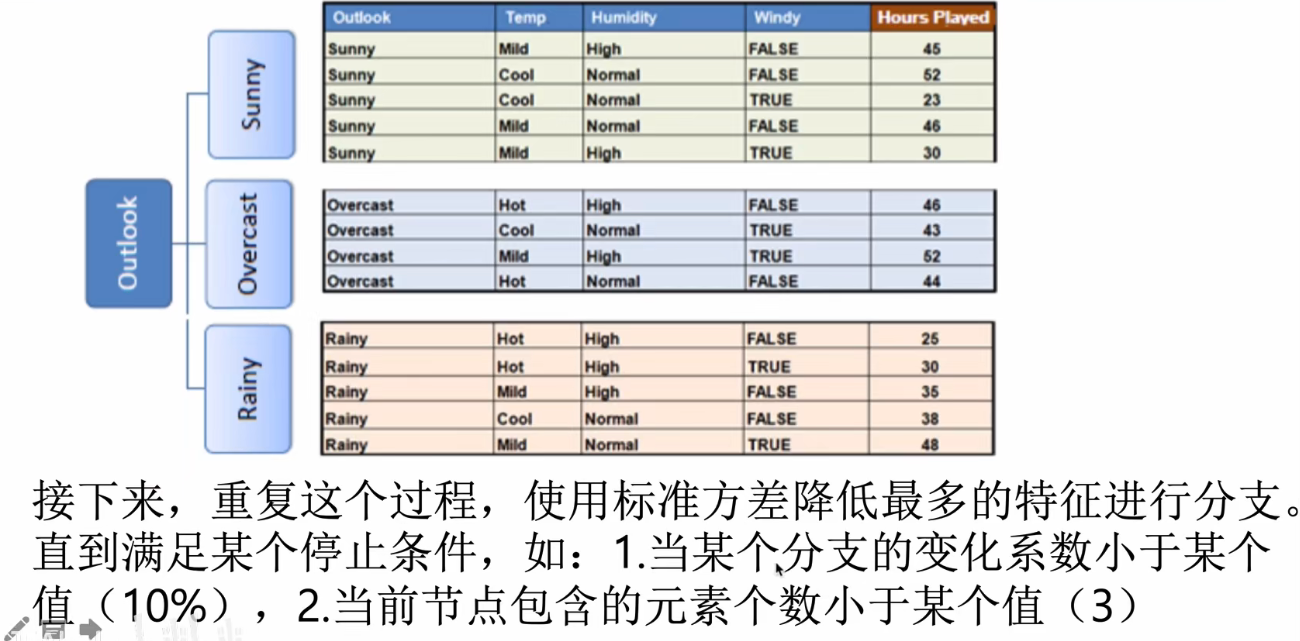 Outlook Temp Humidity Windy Hours Played
Sunny Mild High FALSE 45
Sunny Cool Normal FALSE 52
Sunny Cool Normal TRUE 23
Sunny Mild Normal FALSE 46
Sunny Mild High TRUE 30
Sunny
Overcast Hot High FALSE 46
Overcast Cool Normal TRUE 43
Overcast Mild High TRUE 52
Overcast Hot Normal FALSE 44
Outlook
Overcast
Rainy Hot High FALSE 25
Rainy Hot High TRUE 30
Rainy Mild High FALSE 35
Rainy Cool Normal FALSE 38
Rainy Mild Normal TRUE 48
Rainy
接下来，重复这个过程，使用标准方差降低最多的特征进行分支。
直到满足某个停止条件，如：1.当某个分支的变化系数小于某个
值（10%），2.当前节点包含的元素个数小于某个值（3）